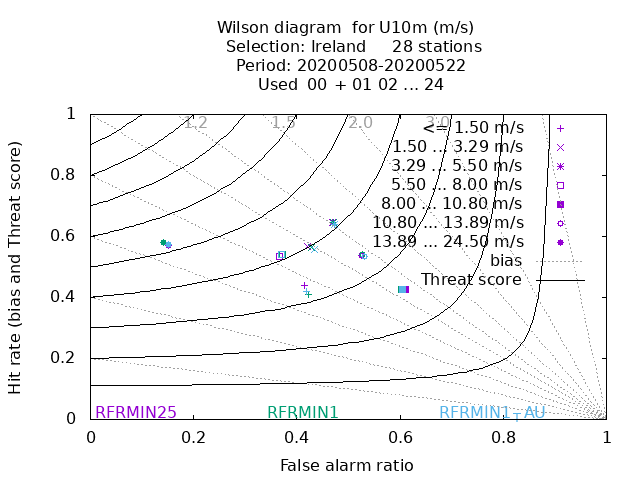 Wilson diagram  for U10m (m/s)
Selection: Ireland     28 stations
Period: 20200508-20200522
Used  00 + 01 02 ... 24
Hit rate (bias and Threat score)
1
0.8
0.6
0.4
0.2
0
1.2 1.5 2.0 3.0
<= 1.50 m/s
1.50 ... 3.29 m/s
3.29 ... 5.50 m/s
5.50 ... 8.00 m/s
8.00 ... 10.80 m/s
10.80 ... 13.89 m/s
13.89 ... 24.50 m/s
bias
Threat score
RFRMIN25 RFRMIN1 RFRMIN1_AU
0 0.2 0.4 0.6 0.8 1
False alarm ratio